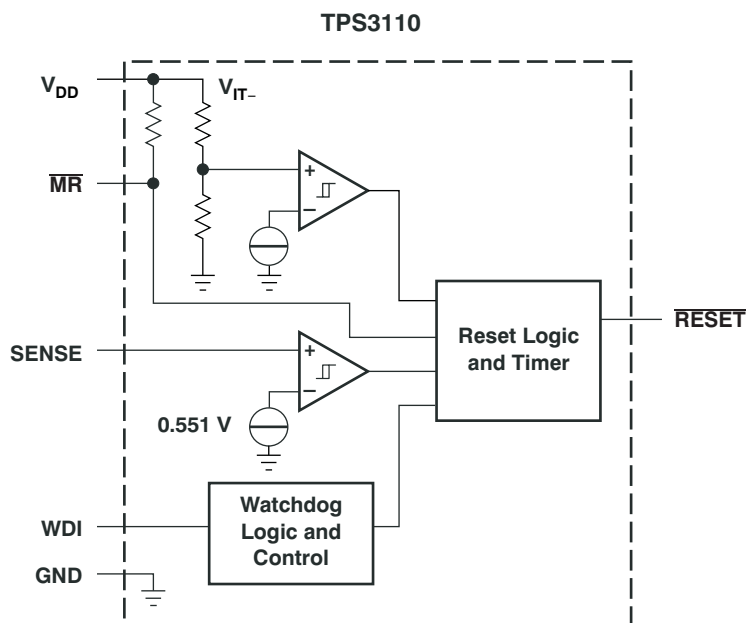 TPS3110
VDD
VIT–
MR
+
–
Reset Logic
and Timer
RESET
SENSE
+
–
0.551 V
Watchdog
Logic and
Control
WDI
GND